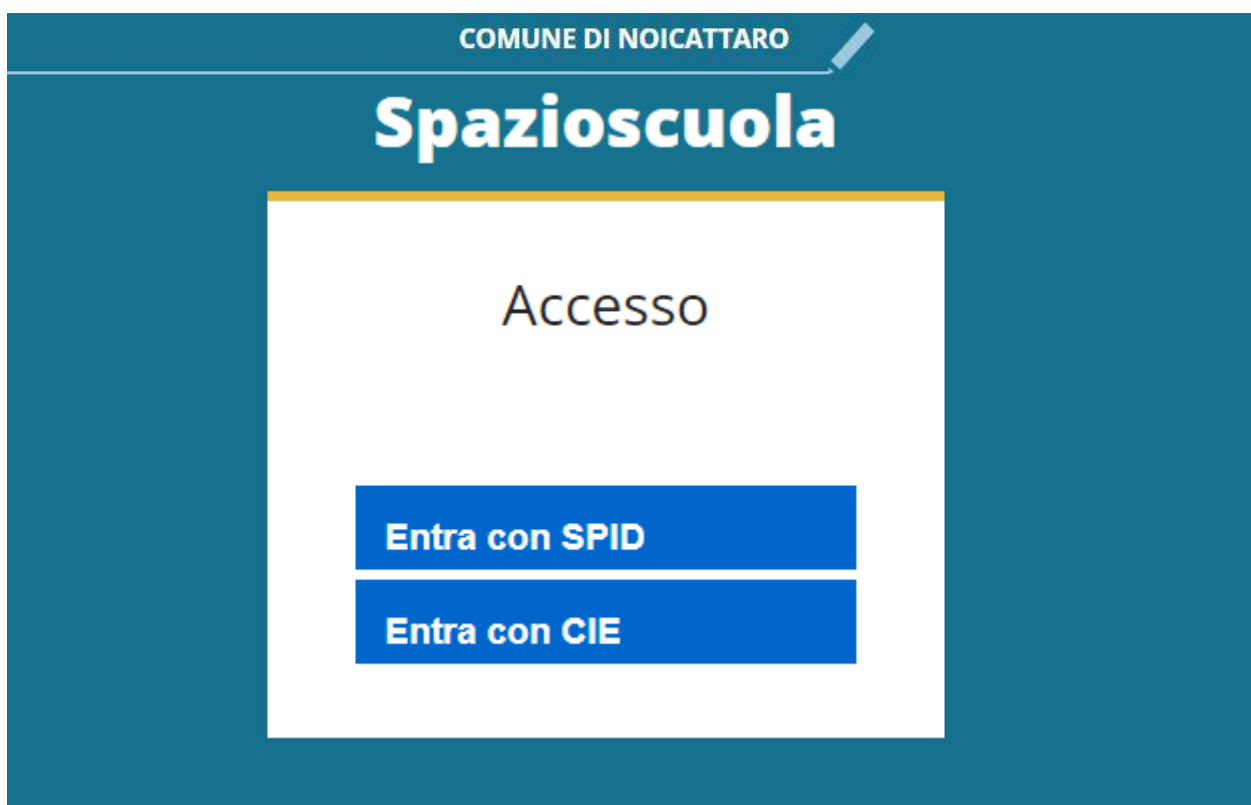 COMUNE DI NOICATTARO
Spazioscuola
Accesso
Entra con SPID
Entra con CIE